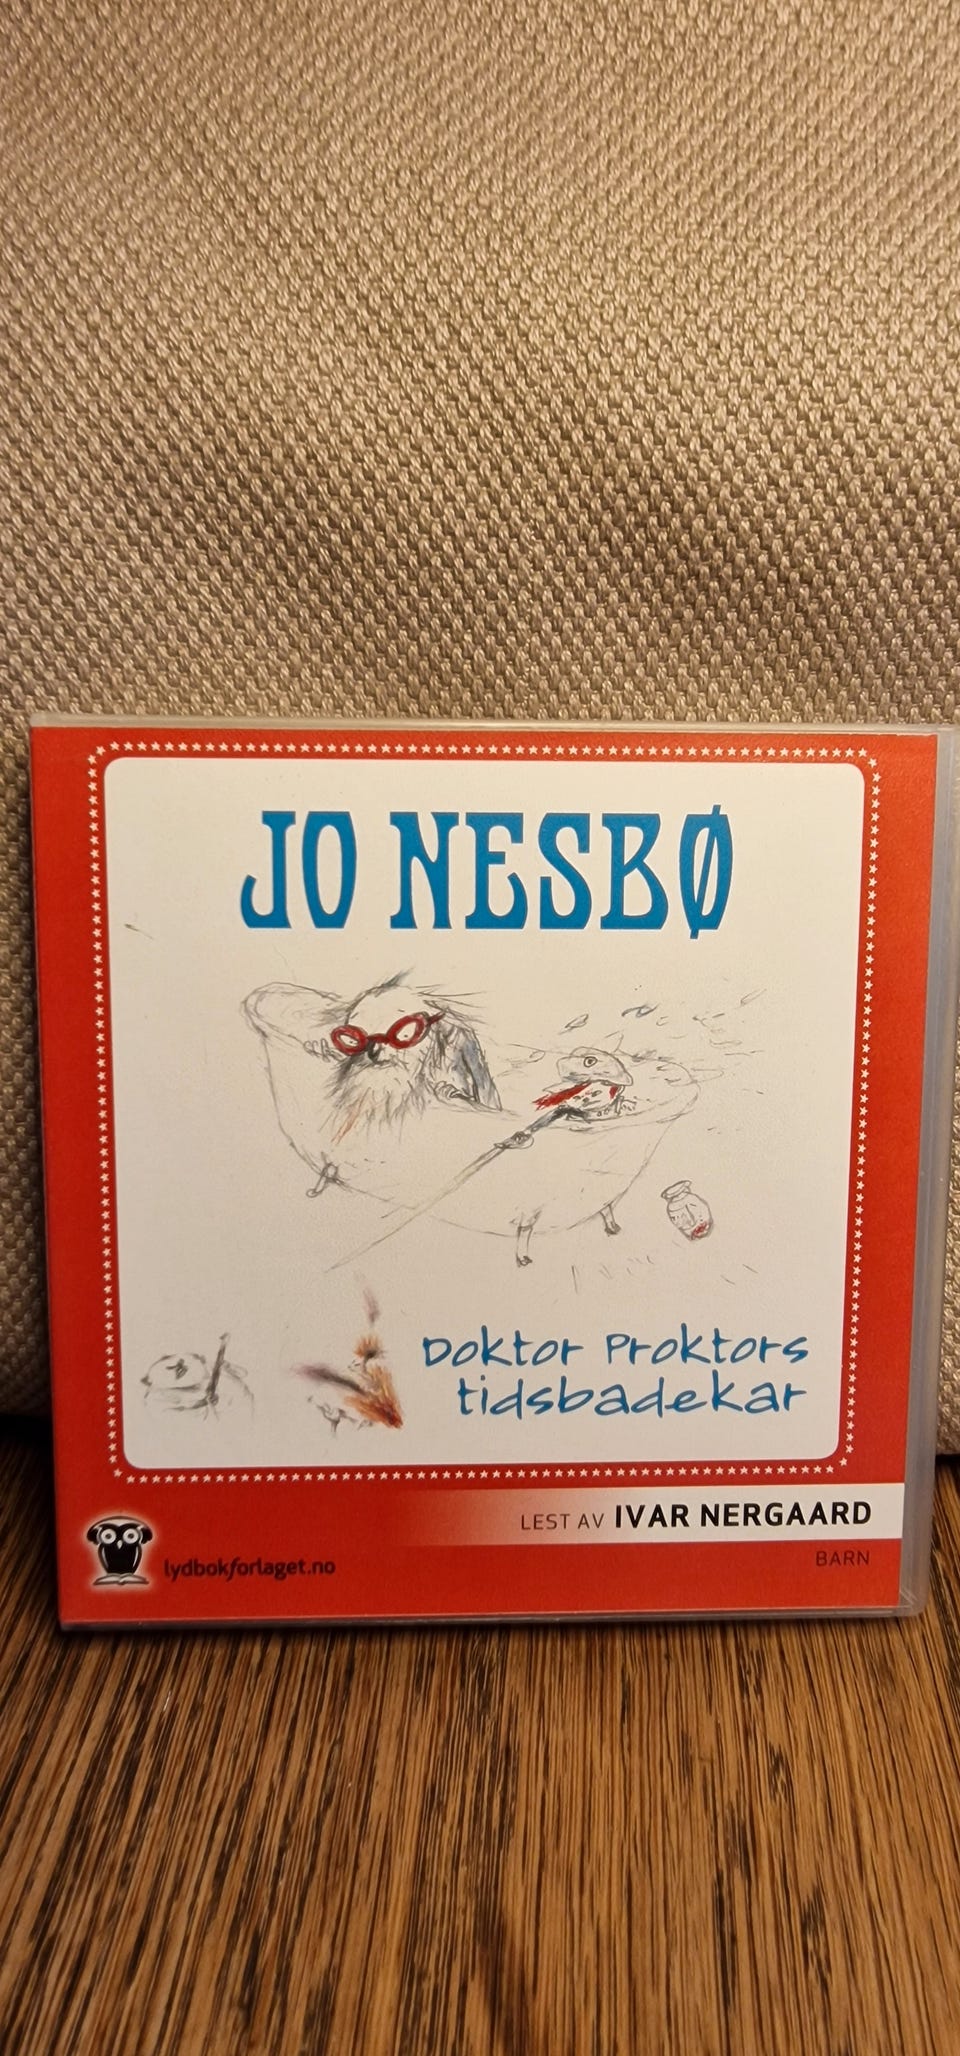 JO NESBØ
Doktor Proktors
tidsbadekar
LEST AV IVAR NERGAARD
BARN
lydbokforlaget.no